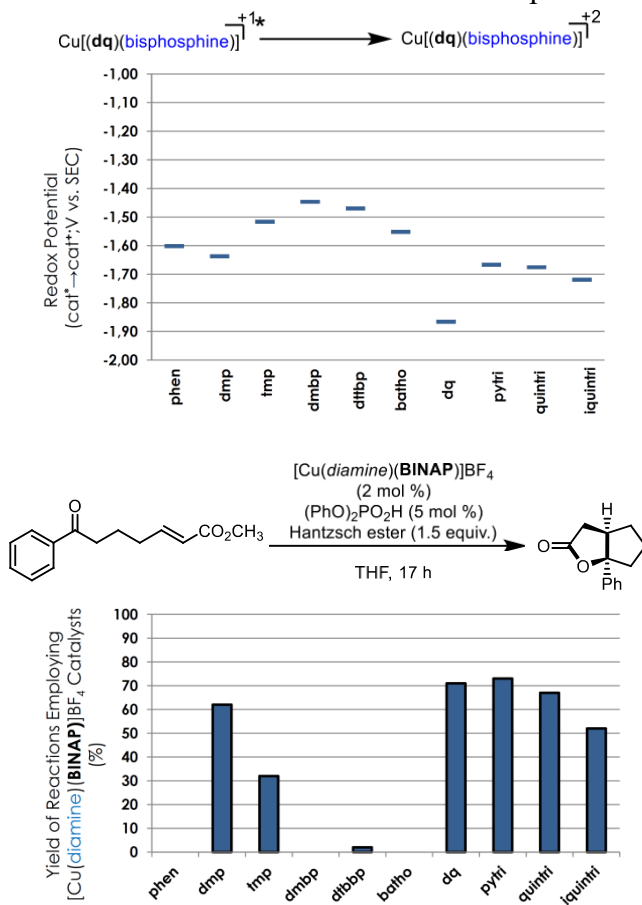 Cu[(dq)(bisphosphine)]+1* Cu[(dq)(bisphosphine)]+2
Redox Potential
(cat*→cat+;V vs. SEC)
-1,00
-1,10
-1,20
-1,30
-1,40
-1,50
-1,60
-1,70
-1,80
-1,90
-2,00
phen dmp tmp dmbp dtbbp batho dq pytri quintri iquintri
[Cu(diamine)(BINAP)]BF4
(2 mol %)
(PhO)2PO2H (5 mol %)
Hantzsch ester (1.5 equiv.)
THF, 17 h
O
CO2CH3
H
O
O
Ph
Yield of Reactions Employing
[Cu(diamine)(BINAP)]BF4 Catalysts
(%)
100
90
80
70
60
50
40
30
20
10
0
phen dmp tmp dmbp dtbbp batho dq pytri quintri iquintri